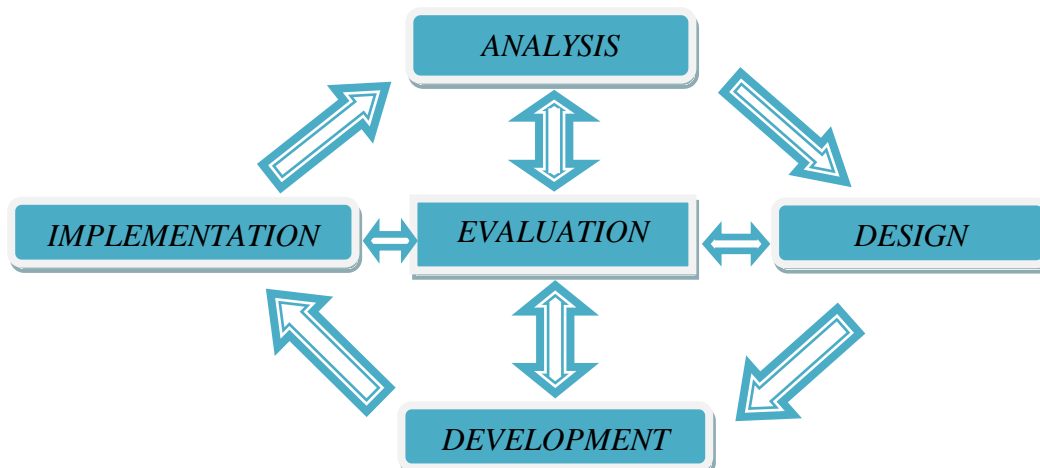 ANALYSIS
IMPLEMENTATION
EVALUATION
DESIGN
DEVELOPMENT